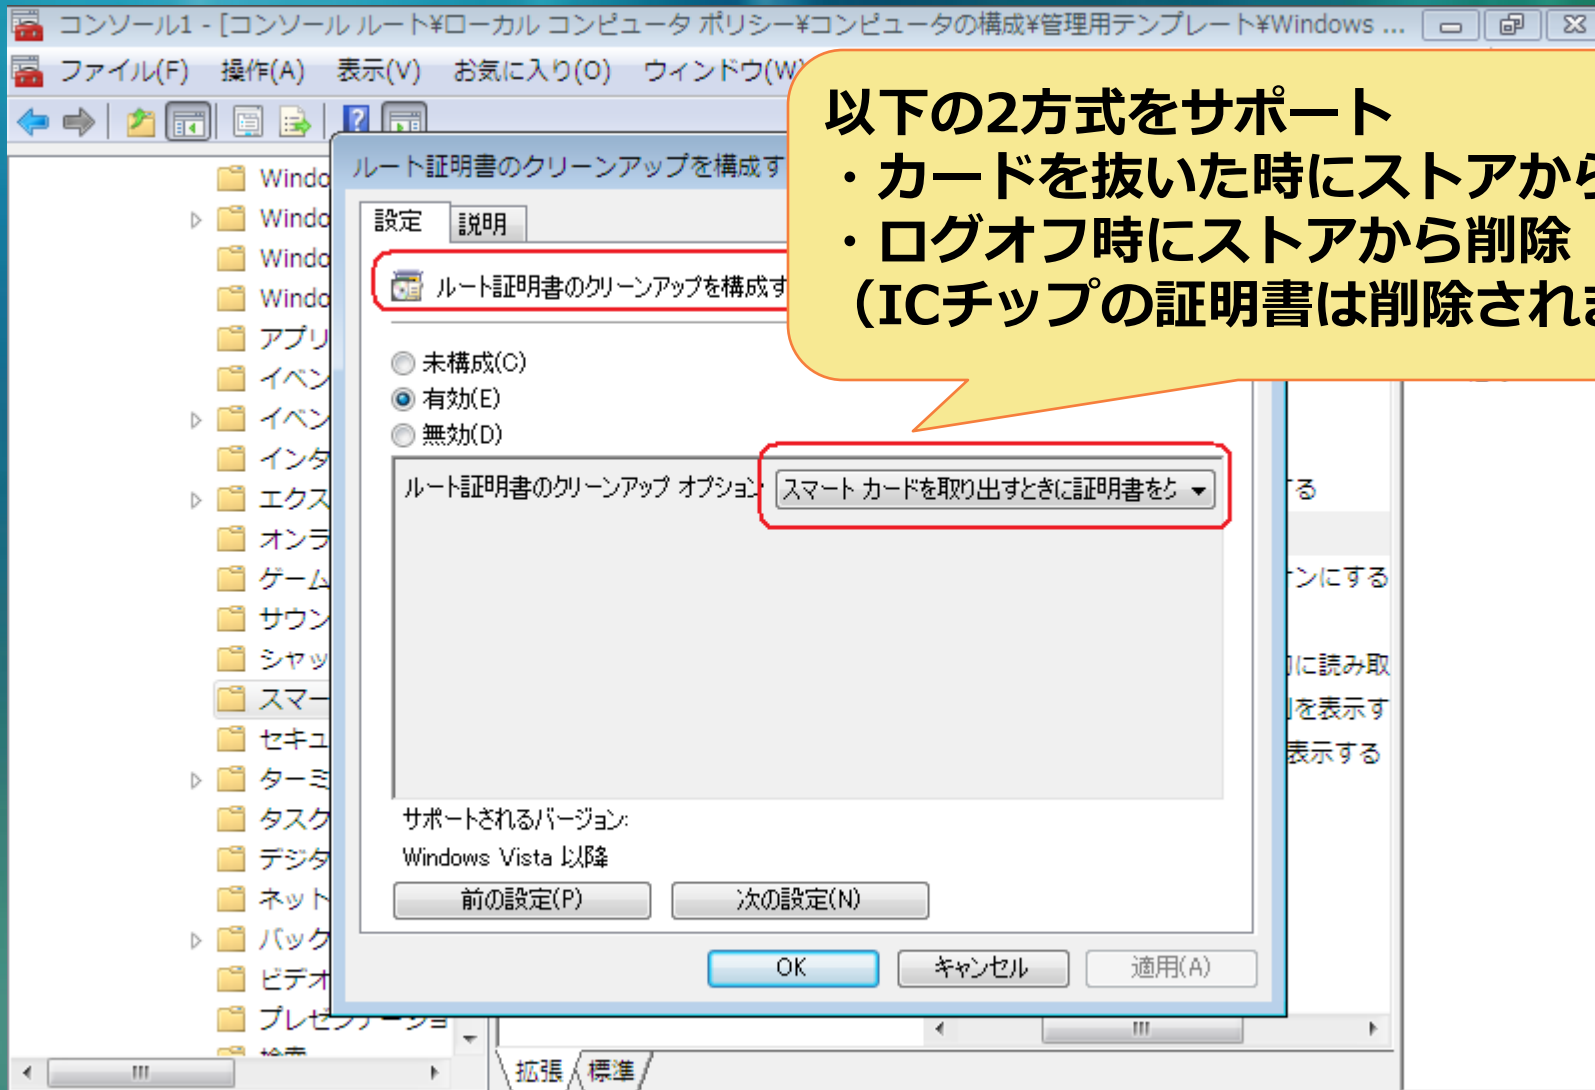 コンソール1 - [コンソール ルート¥ローカル コンピュータ ポリシー¥コンピュータの構成¥管理用テンプレート¥Windows ...
ファイル(F) 操作(A) 表示(V) お気に入り(O) ウィンドウ(W)
以下の2方式をサポート
・カードを抜いた時にストアから
・ログオフ時にストアから削除
（ICチップの証明書は削除されま
ルート証明書のクリーンアップを構成す
設定 説明
ルート証明書のクリーンアップを構成す
未構成(C)
有効(E)
無効(D)
ルート証明書のクリーンアップ オプション
スマート カードを取り出すときに証明書をク
サポートされるバージョン:
Windows Vista 以降
前の設定(P) 次の設定(N)
OK キャンセル 適用(A)
Windo
Windo
Windo
Windo
アプリ
イベン
イベン
インタ
エクス
オンラ
ゲーム
サウン
シャッ
スマー
セキュ
ターミ
タスク
デジタ
ネット
バック
ビデオ
プレゼンテーショ
検索
する
ンにする
に読み取
を表示す
表示する
拡張 標準